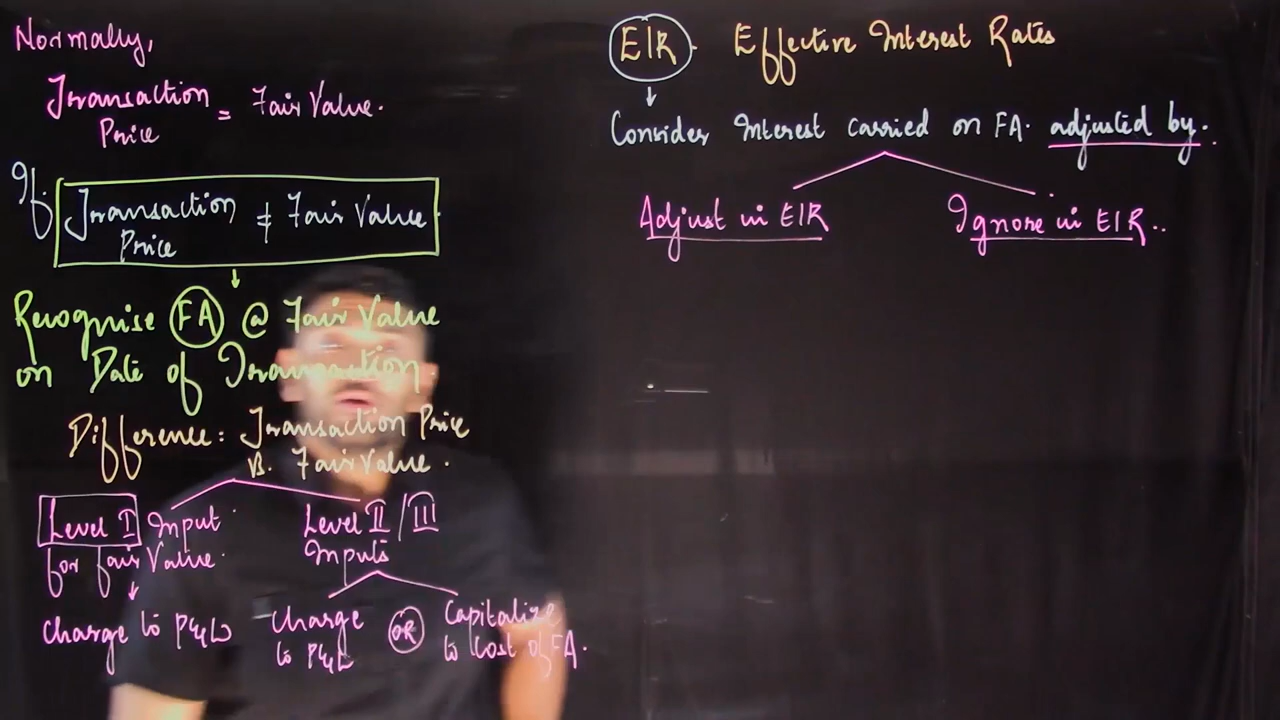 Normally,
Transaction Price = Fair Value.
If Transaction Price ≠ Fair Value
Recognise FA @ Fair Value
on Date of Transaction
Difference: Transaction Price
Vs. Fair Value.
Level I Input
for fair Value.
Charge to P&L
Level II / III
Inputs
Charge
to P&L
OR
Capitalize
to Cost of FA.
EIR. Effective Interest Rates
Consider Interest carried on FA. adjusted by.
Adjust in EIR
Ignore in EIR..